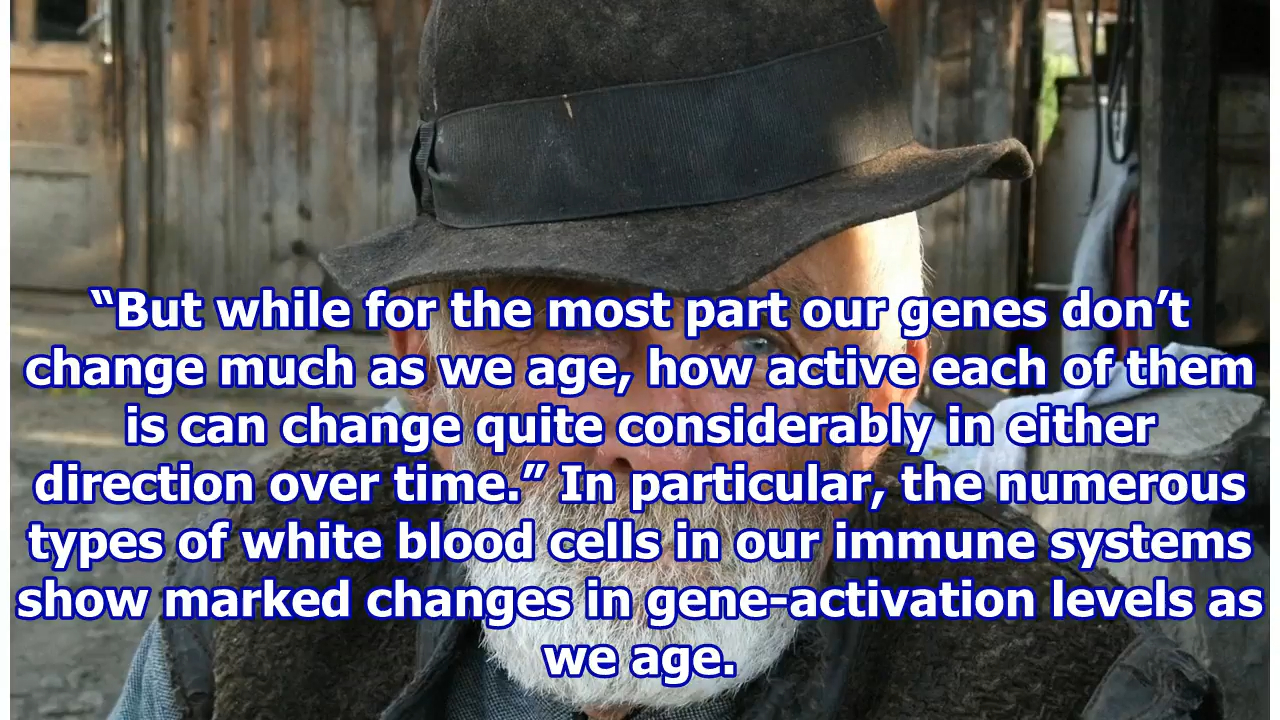 “But while for the most part our genes don’t
change much as we age, how active each of them
is can change quite considerably in either
direction over time.” In particular, the numerous
types of white blood cells in our immune systems
show marked changes in gene-activation levels as
we age.